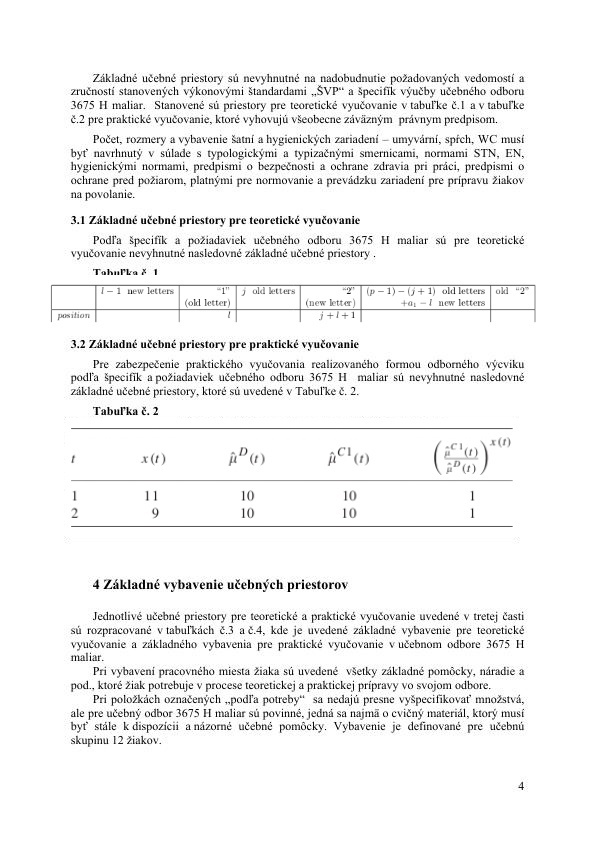 Základné učebné priestory sú nevyhnutné na nadobudnutie požadovaných vedomostí a
zručností stanovených výkonovými štandardami „ŠVP“ a špecifík výučby učebného odboru
3675 H maliar. Stanovené sú priestory pre teoretické vyučovanie v tabuľke č.1 a v tabuľke
č.2 pre praktické vyučovanie, ktoré vyhovujú všeobecne záväzným právnym predpisom.
Počet, rozmery a vybavenie šatní a hygienických zariadení – umyvární, spŕch, WC musí
byť navrhnutý v súlade s typologickými a typizačnými smernicami, normami STN, EN,
hygienickými normami, predpismi o bezpečnosti a ochrane zdravia pri práci, predpismi o
ochrane pred požiarom, platnými pre normovanie a prevádzku zariadení pre prípravu žiakov
na povolanie.
3.1 Základné učebné priestory pre teoretické vyučovanie
Podľa špecifík a požiadaviek učebného odboru 3675 H maliar sú pre teoretické
vyučovanie nevyhnutné nasledovné základné učebné priestory .
Tabuľka č. 1
l − 1 new letters “1” j old letters “2” (p − 1) − (j + 1) old letters old “2”
(old letter) (new letter) +a₁ − l new letters
position l j + l + 1
3.2 Základné učebné priestory pre praktické vyučovanie
Pre zabezpečenie praktického vyučovania realizovaného formou odborného výcviku
podľa špecifík a požiadaviek učebného odboru 3675 H maliar sú nevyhnutné nasledovné
základné učebné priestory, ktoré sú uvedené v Tabuľke č. 2.
Tabuľka č. 2
t x(t) μ̂^D(t) μ̂^{C1}(t) (μ̂^{C1}(t)/μ̂^D(t))^{x(t)}
1 11 10 10 1
2 9 10 10 1
4 Základné vybavenie učebných priestorov
Jednotlivé učebné priestory pre teoretické a praktické vyučovanie uvedené v tretej časti
sú rozpracované v tabuľkách č.3 a č.4, kde je uvedené základné vybavenie pre teoretické
vyučovanie a základného vybavenia pre praktické vyučovanie v učebnom odbore 3675 H
maliar.
Pri vybavení pracovného miesta žiaka sú uvedené všetky základné pomôcky, náradie a
pod., ktoré žiak potrebuje v procese teoretickej a praktickej prípravy vo svojom odbore.
Pri položkách označených „podľa potreby“ sa nedajú presne vyšpecifikovať množstvá,
ale pre učebný odbor 3675 H maliar sú povinné, jedná sa najmä o cvičný materiál, ktorý musí
byť stále k dispozícii a názorné učebné pomôcky. Vybavenie je definované pre učebnú
skupinu 12 žiakov.
4